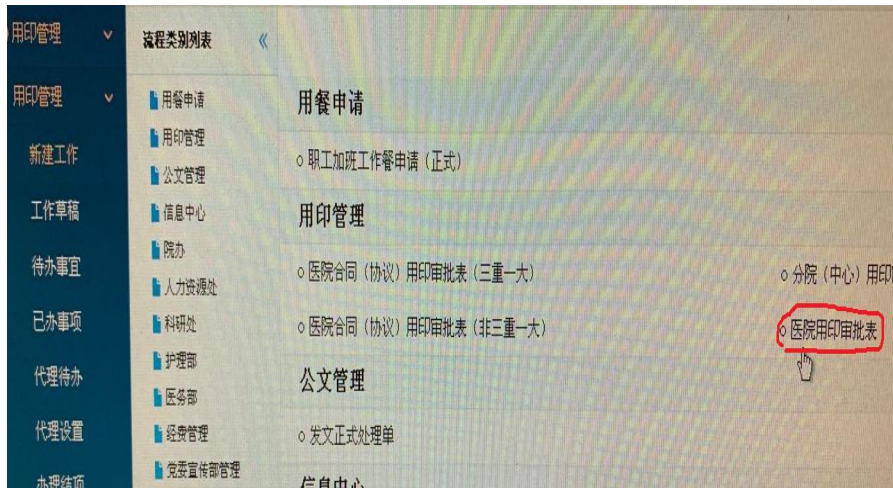 用印管理
用印管理
新建工作
工作草稿
待办事宜
已办事项
代理待办
代理设置
办理结项
流程类别列表
用餐申请
用印管理
公文管理
信息中心
院办
人力资源处
科研处
护理部
医务部
经费管理
党委宣传部管理
用餐申请
职工加班工作餐申请（正式）
用印管理
医院合同（协议）用印审批表（三重一大）
分院（中心）用印
医院合同（协议）用印审批表（非三重一大）
医院用印审批表
公文管理
发文正式处理单
信息中心